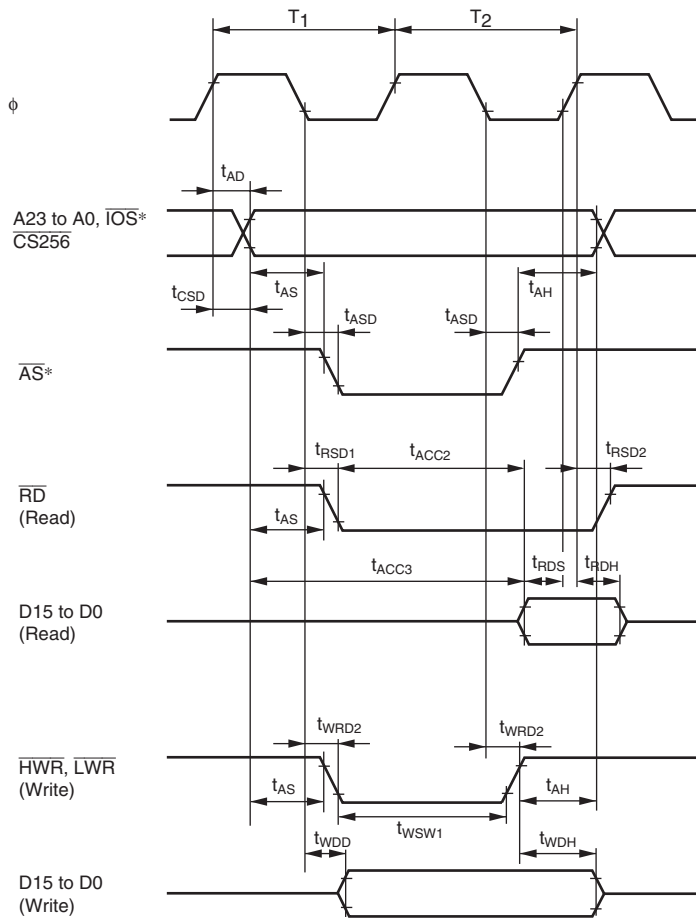 T1 T2
φ
tAD
A23 to A0, IOS*
CS256
tAS tAH
tCSD
tASD tASD
AS*
tRSD1 tACC2 tRSD2
RD
(Read)
tAS
tACC3 tRDS tRDH
D15 to D0
(Read)
tWRD2 tWRD2
HWR, LWR
(Write)
tAS tAH
tWSW1
tWDD tWDH
D15 to D0
(Write)